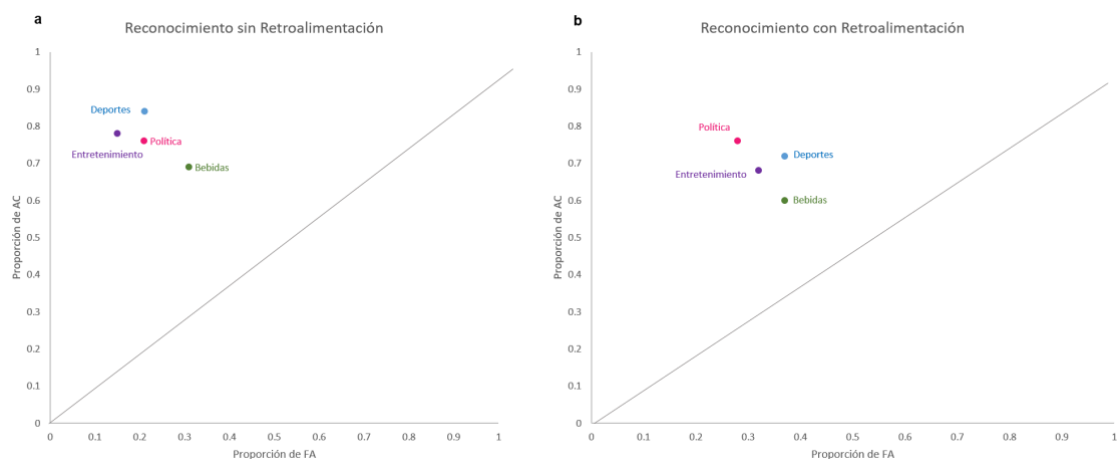 a
Reconocimiento sin Retroalimentación
Proporción de AC
1
0.9
0.8
0.7
0.6
0.5
0.4
0.3
0.2
0.1
0
Deportes
Política
Entretenimiento
Bebidas
0 0.1 0.2 0.3 0.4 0.5 0.6 0.7 0.8 0.9 1
Proporción de FA
b
Reconocimiento con Retroalimentación
Proporción de AC
1
0.9
0.8
0.7
0.6
0.5
0.4
0.3
0.2
0.1
0
Política
Deportes
Entretenimiento
Bebidas
0 0.1 0.2 0.3 0.4 0.5 0.6 0.7 0.8 0.9 1
Proporción de FA